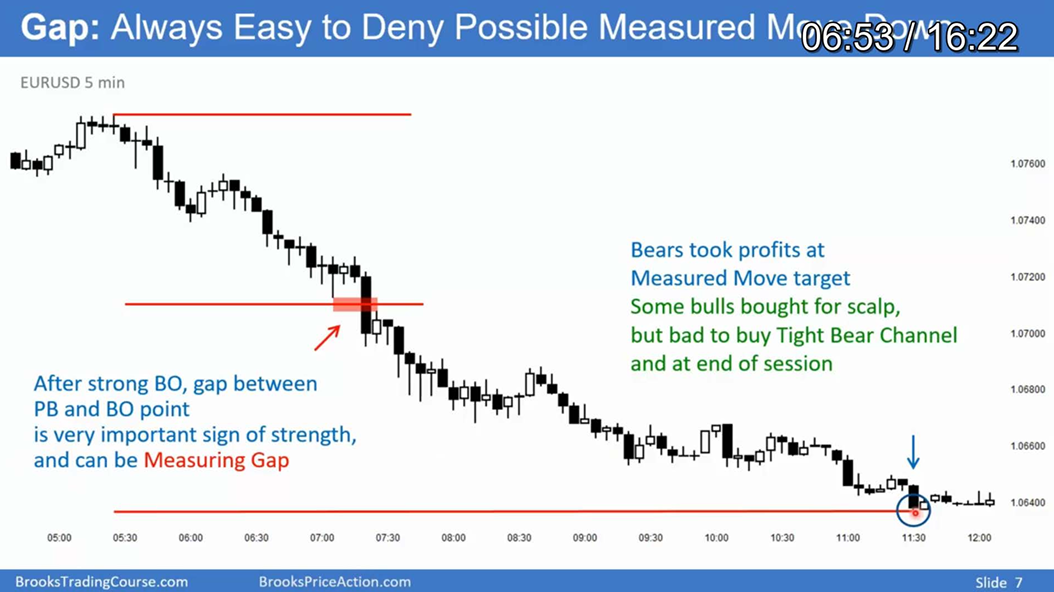 Gap: Always Easy to Deny Possible Measured Move Down
06:53 / 16:22
EURUSD 5 min
1.07600
1.07400
1.07200
1.07000
1.06800
1.06600
1.06400
Bears took profits at
Measured Move target
Some bulls bought for scalp,
but bad to buy Tight Bear Channel
and at end of session
After strong BO, gap between
PB and BO point
is very important sign of strength,
and can be Measuring Gap
05:00 05:30 06:00 06:30 07:00 07:30 08:00 08:30 09:00 09:30 10:00 10:30 11:00 11:30 12:00
BrooksTradingCourse.com BrooksPriceAction.com Slide 7